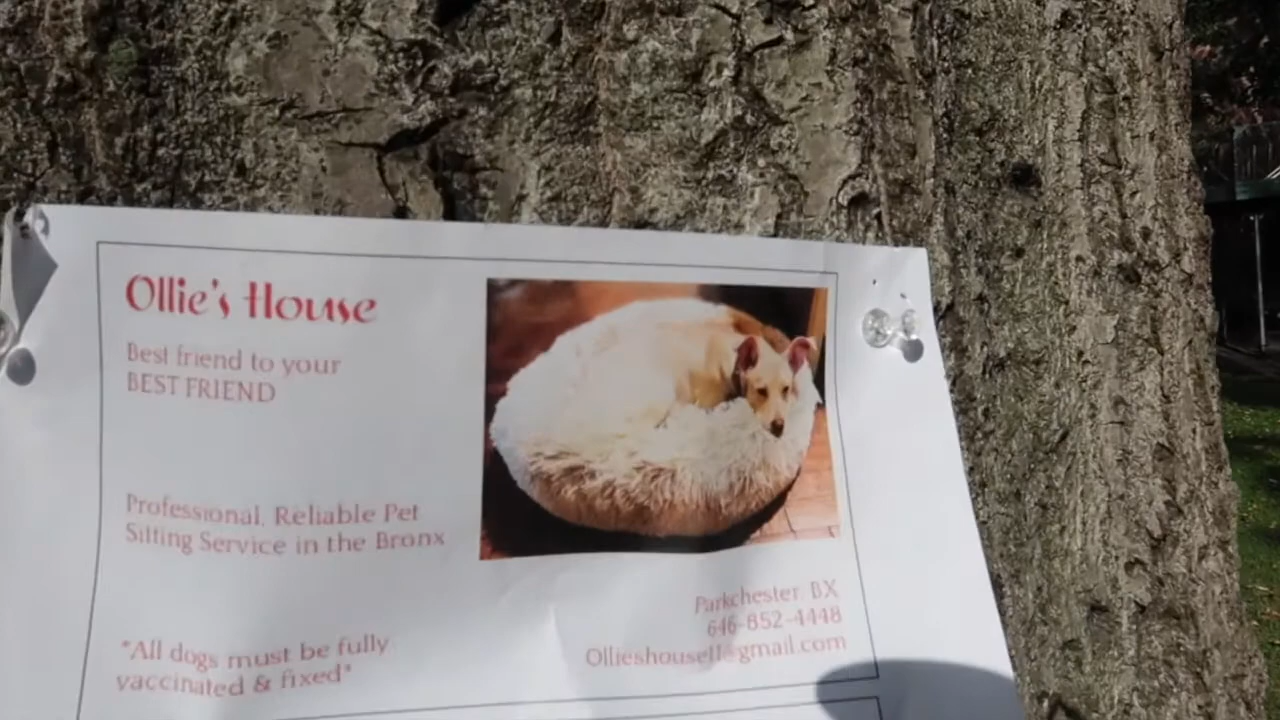 Ollie's House
Best friend to your
BEST FRIEND
Professional, Reliable Pet
Sitting Service in the Bronx
*All dogs must be fully
vaccinated & fixed*
Parkchester, BX
646-852-4448